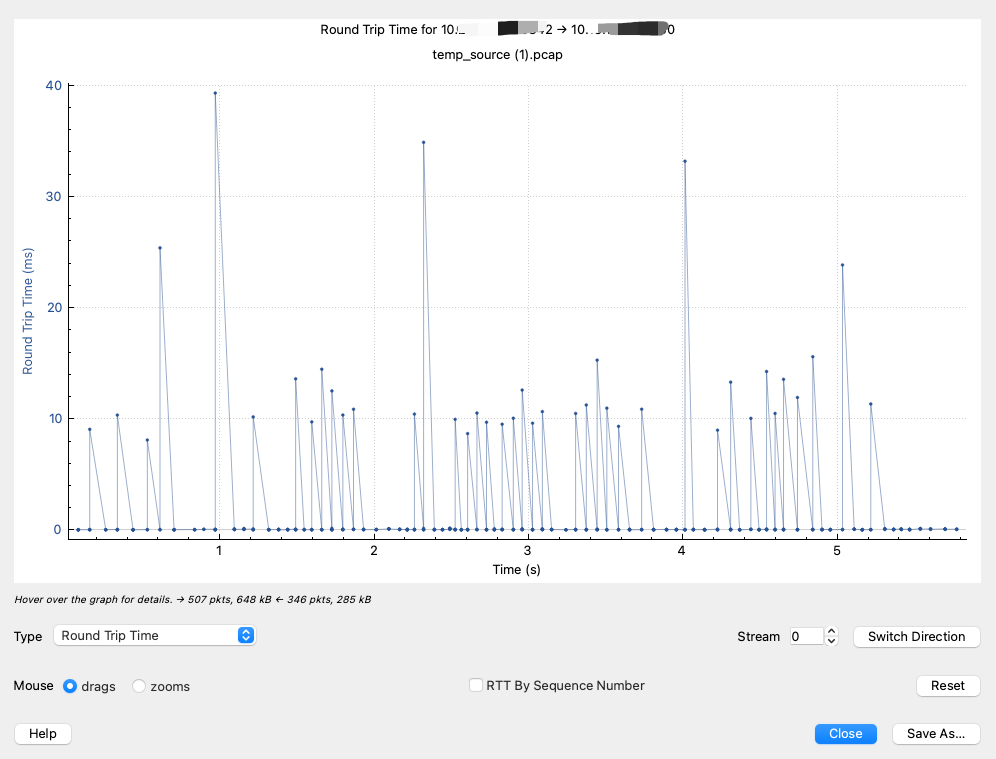 Round Trip Time for 10. 2 → 10. 0
temp_source (1).pcap
40
30
20
10
0
Round Trip Time (ms)
1 2 3 4 5
Time (s)
Hover over the graph for details. → 507 pkts, 648 kB ← 346 pkts, 285 kB
Type Round Trip Time Stream 0 Switch Direction
Mouse drags zooms RTT By Sequence Number Reset
Help Close Save As...